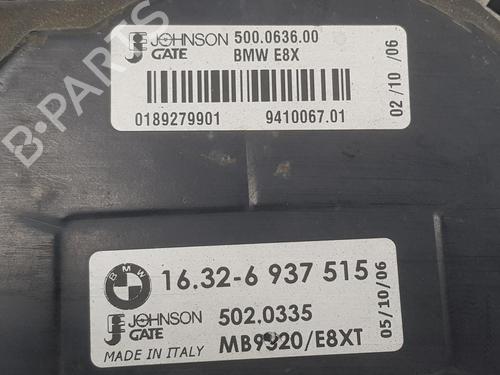 JOHNSON GATE
500.0636.00
BMW E8X
02/10 /06
0189279901 9410067.01
B-PARTS
BMW
16.32-6 937 515
JOHNSON GATE
502.0335
MADE IN ITALY
MB9320/E8XT
05/10/06